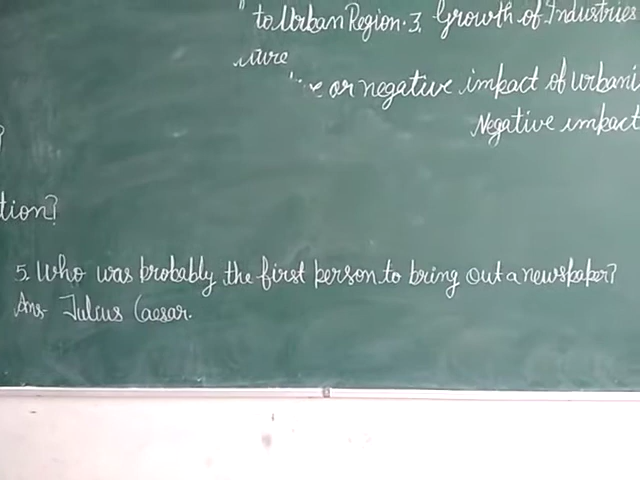 to Urban Region. 3. Growth of Industries
or negative impact of Urbani
Negative impact
?
tion?
5. Who was probably the first person to bring out a newspaper?
Ans- Julius Caesar.